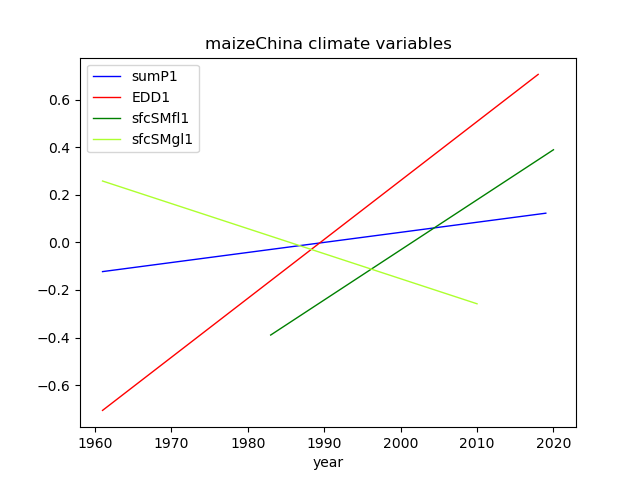 maizeChina climate variables
sumP1
EDD1
sfcSMfl1
sfcSMgl1
0.6
0.4
0.2
0.0
−0.2
−0.4
−0.6
1960 1970 1980 1990 2000 2010 2020
year